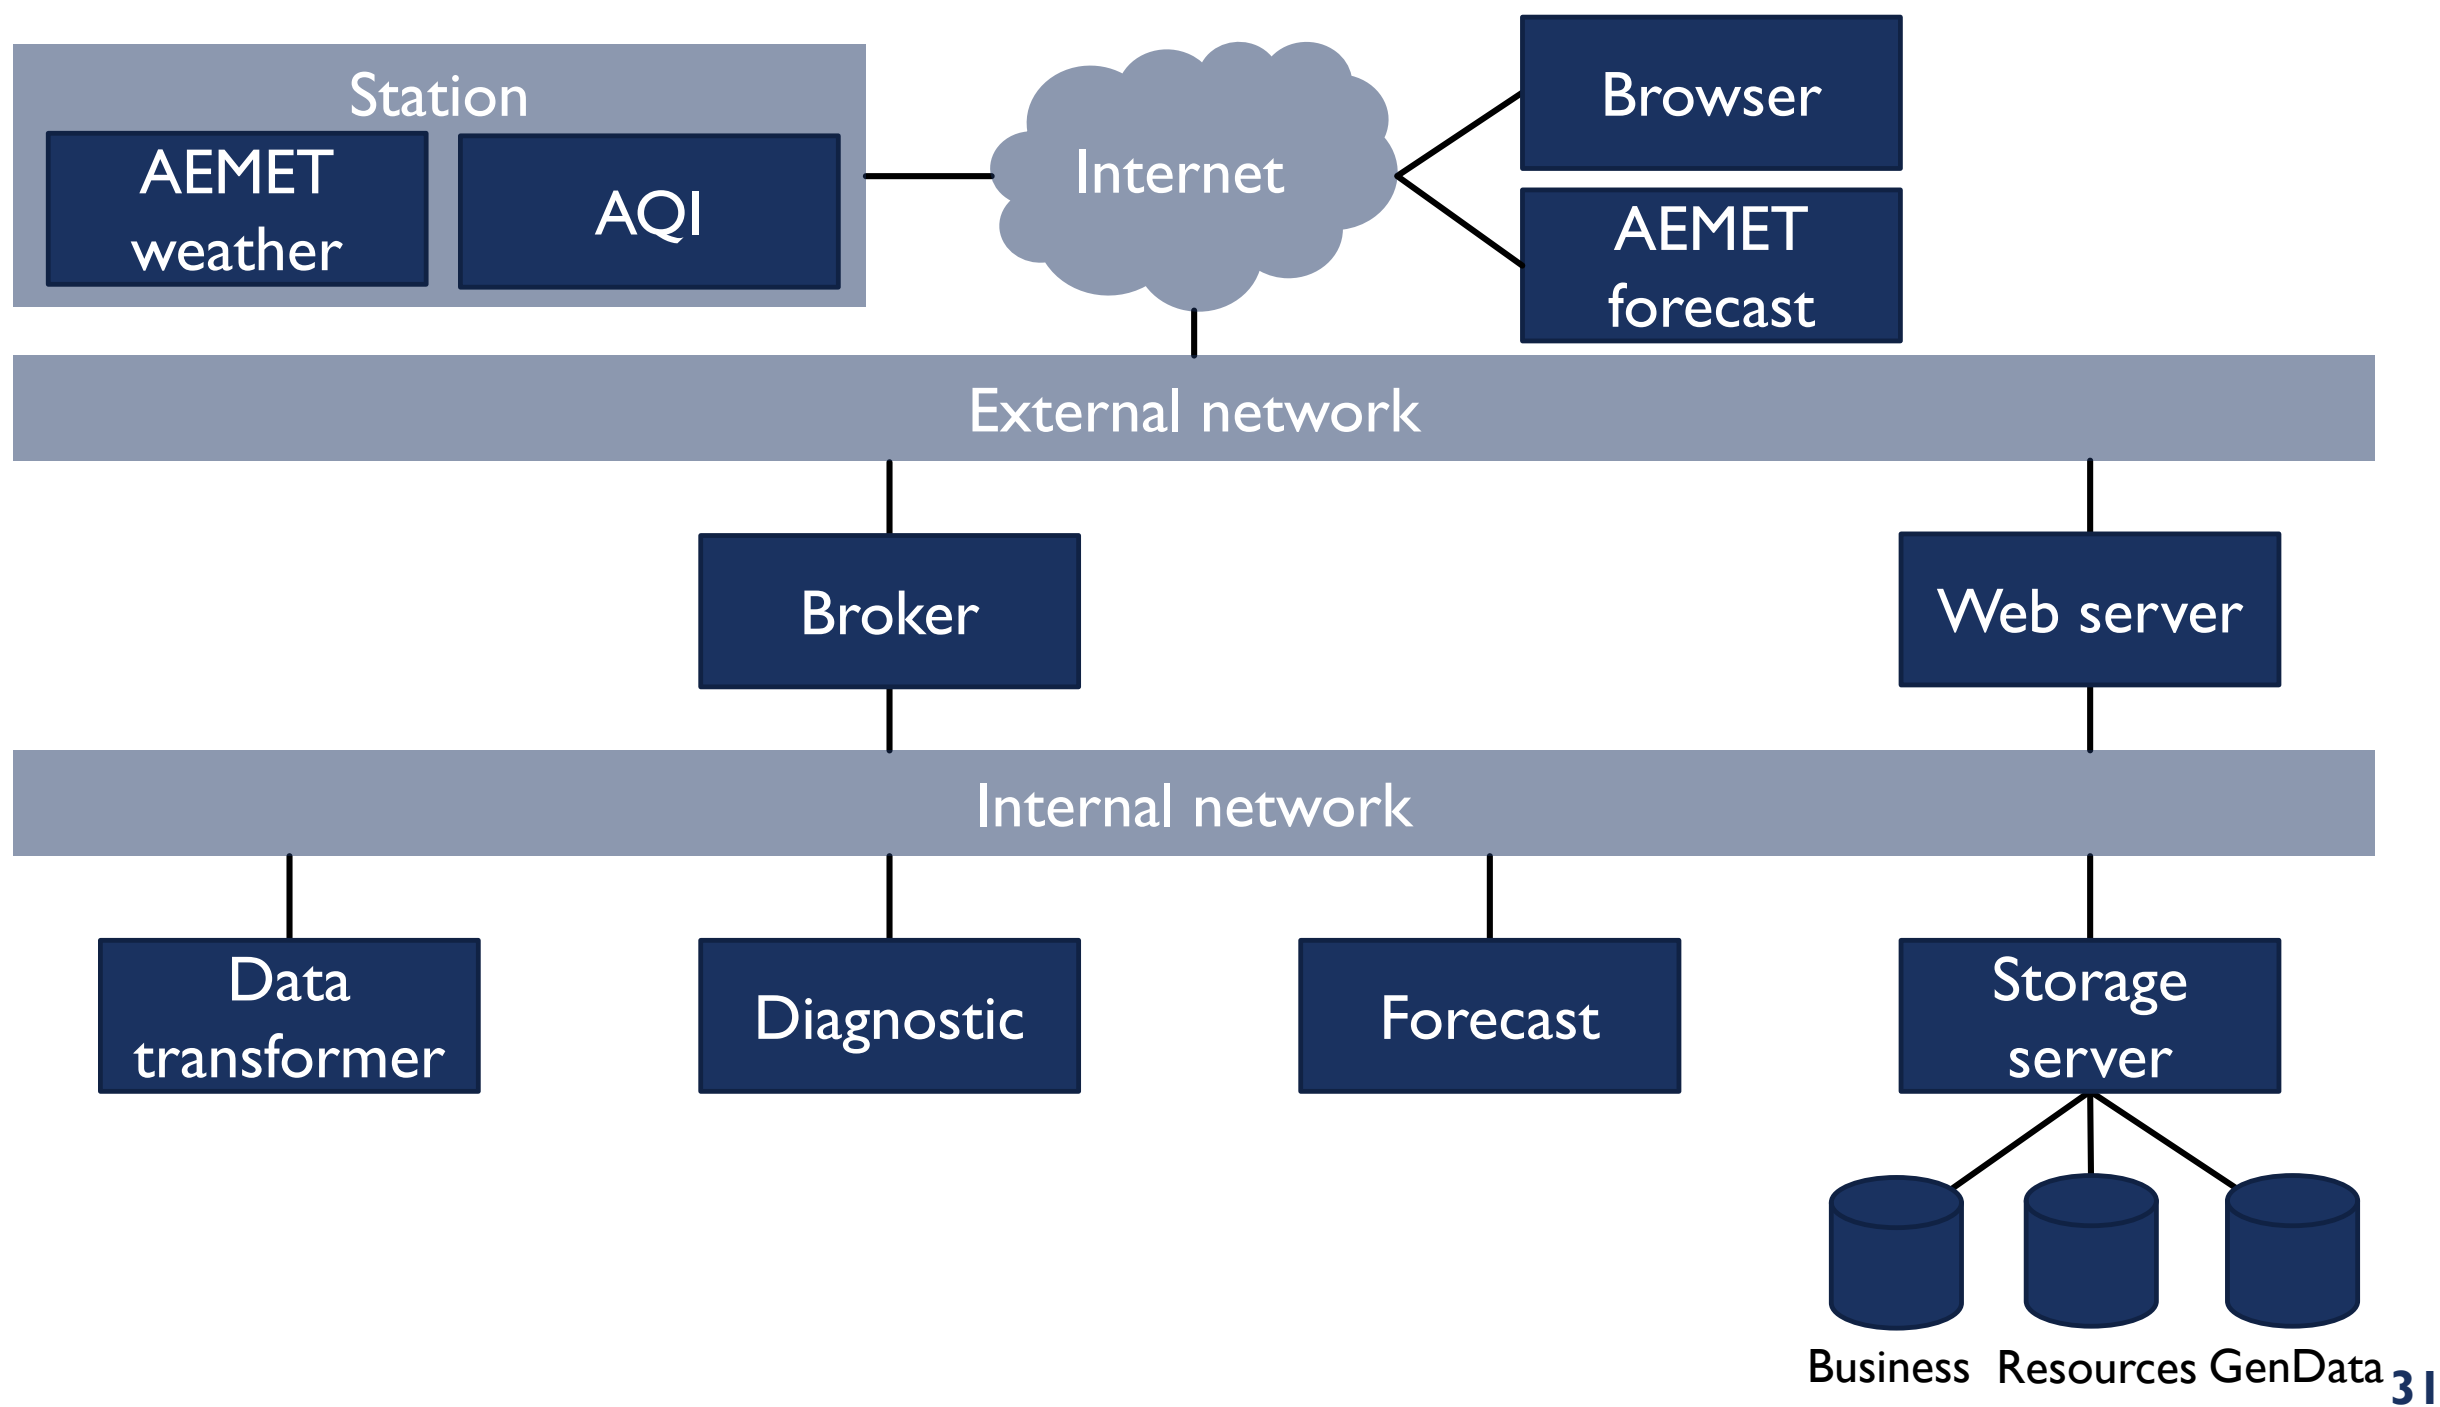 Station
AEMET
weather
AQI
Internet
Browser
AEMET
forecast
External network
Broker
Web server
Internal network
Data
transformer
Diagnostic
Forecast
Storage
server
Business
Resources
GenData
31